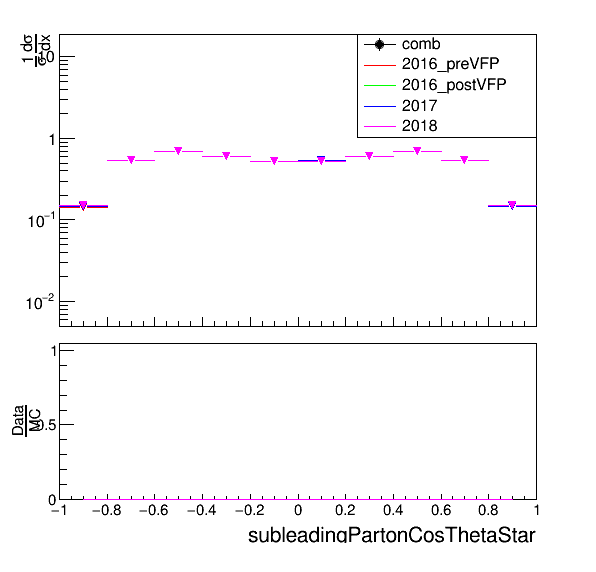 1 dσ
σ dx
10
1
10⁻¹
10⁻²
comb
2016_preVFP
2016_postVFP
2017
2018
Data
MC
1
0.5
0
−1 −0.8 −0.6 −0.4 −0.2 0 0.2 0.4 0.6 0.8 1
subleadingPartonCosThetaStar